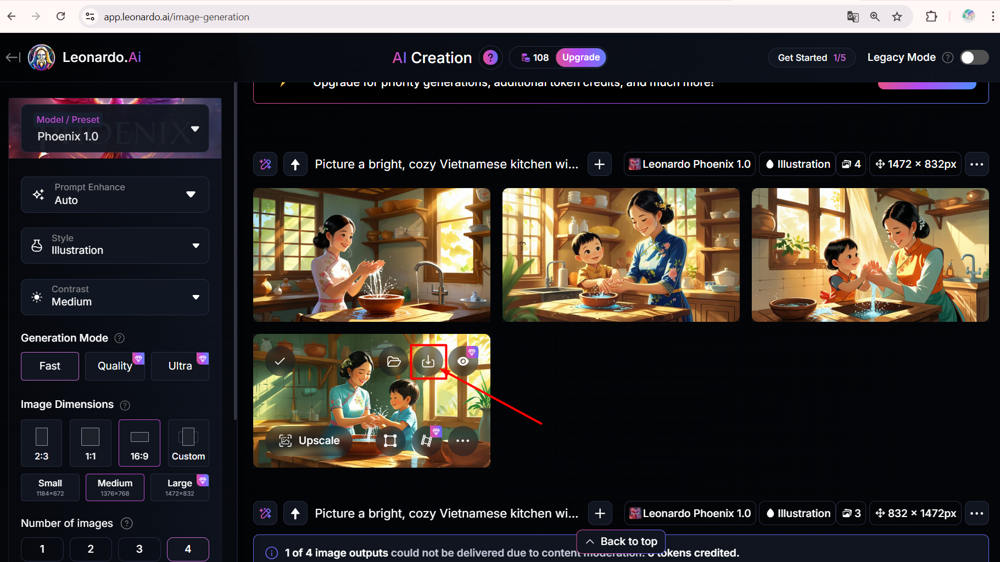 app.leonardo.ai/image-generation
Leonardo.Ai
AI Creation
?
108
Upgrade
Get Started 1/5
Legacy Mode ?
Upgrade for priority generations, additional token credits, and much more!
Model / Preset
PHOENIX
Phoenix 1.0
Prompt Enhance
Auto
Style
Illustration
Contrast
Medium
Generation Mode ?
Fast
Quality
Ultra
Image Dimensions ?
2:3
1:1
16:9
Custom
Small
1184×672
Medium
1376×768
Large
1472×832
Number of images ?
1
2
3
4
Picture a bright, cozy Vietnamese kitchen wi...
Leonardo Phoenix 1.0
Illustration
4
1472 × 832px
Upscale
Picture a bright, cozy Vietnamese kitchen wi...
Leonardo Phoenix 1.0
Illustration
3
832 × 1472px
Back to top
1 of 4 image outputs could not be delivered due to content moderation. tokens credited.